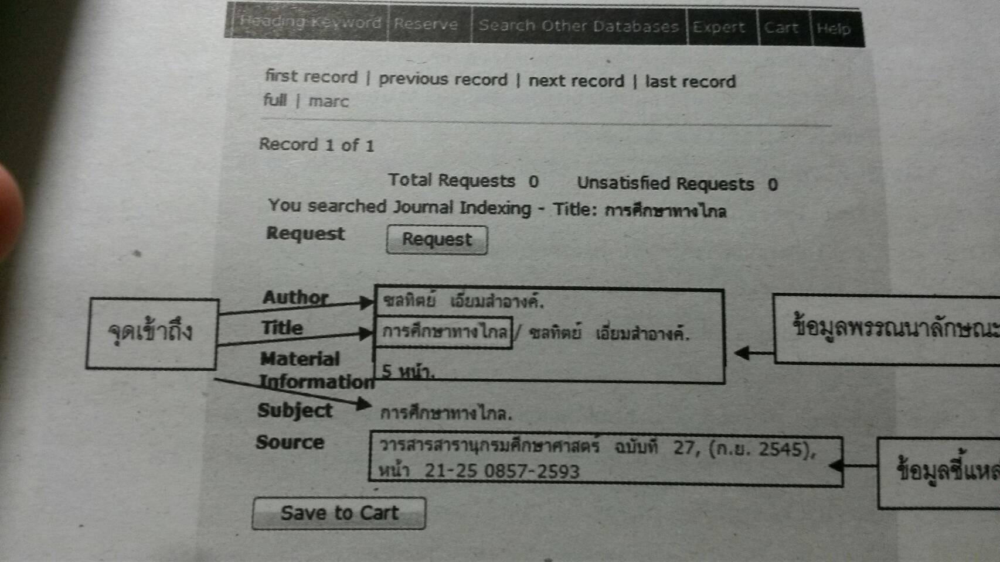 Heading Keyword Reserve Search Other Databases Expert Cart Help
first record | previous record | next record | last record
full | marc
Record 1 of 1
Total Requests 0 Unsatisfied Requests 0
You searched Journal Indexing - Title: การศึกษาทางไกล
Request Request
Author ชลทิตย์ เอี่ยมสำอางค์.
จุดเข้าถึง
Title การศึกษาทางไกล / ชลทิตย์ เอี่ยมสำอางค์.
ข้อมูลพรรณนาลักษณะ
Material
Information 5 หน้า.
Subject การศึกษาทางไกล.
Source วารสารสารานุกรมศึกษาศาสตร์ ฉบับที่ 27, (ก.ย. 2545),
หน้า 21-25 0857-2593
ข้อมูลชี้แหล
Save to Cart